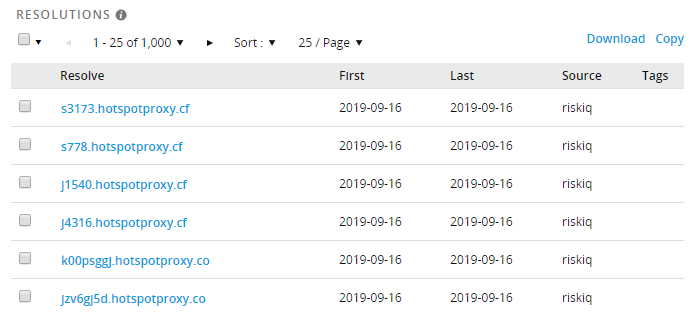 RESOLUTIONS
1 - 25 of 1,000 Sort : 25 / Page Download Copy
Resolve First Last Source Tags
s3173.hotspotproxy.cf 2019-09-16 2019-09-16 riskiq
s778.hotspotproxy.cf 2019-09-16 2019-09-16 riskiq
j1540.hotspotproxy.cf 2019-09-16 2019-09-16 riskiq
j4316.hotspotproxy.cf 2019-09-16 2019-09-16 riskiq
k00psggj.hotspotproxy.co 2019-09-16 2019-09-16 riskiq
jzv6gj5d.hotspotproxy.co 2019-09-16 2019-09-16 riskiq